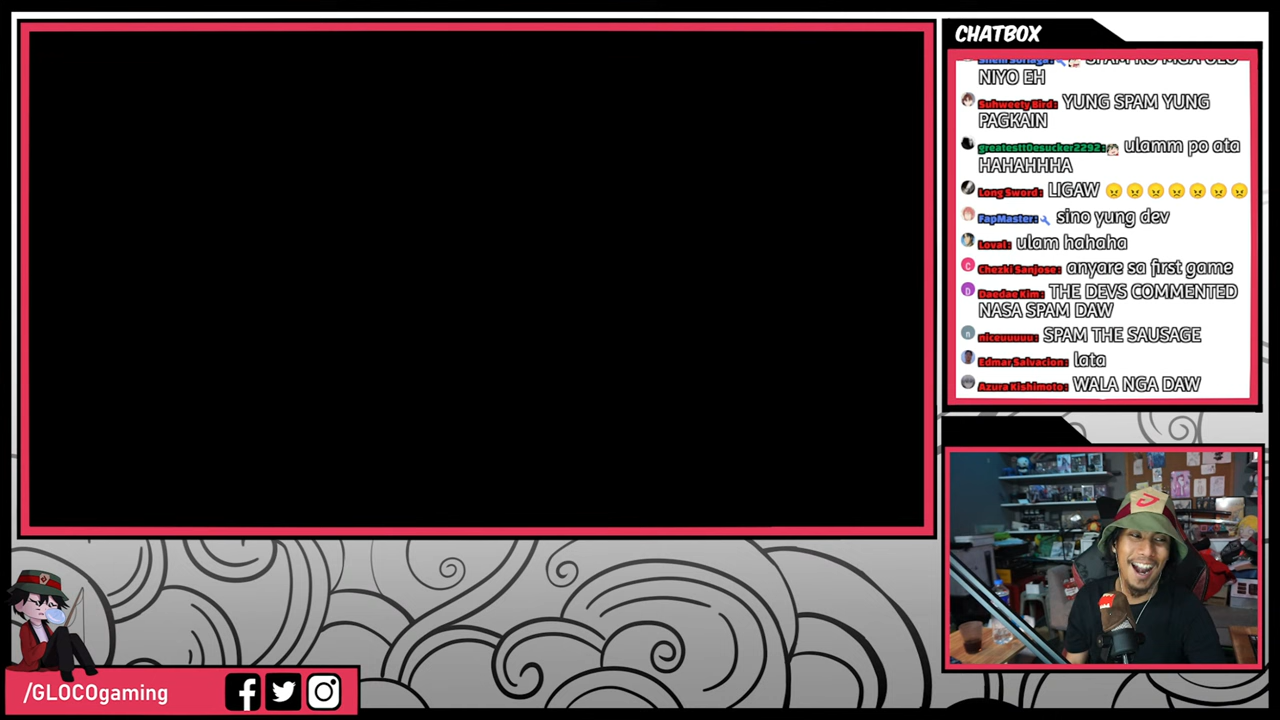 CHATBOX
NIYO EH
Suhweety Bird: YUNG SPAM YUNG
PAGKAIN
greatestt0esucker2292: ulamm po ata
HAHAHHHA
Long Sword: LIGAW
FapMaster: sino yung dev
Loval: ulam hahaha
Chezki Sanjose: anyare sa first game
Daedae Kim: THE DEVS COMMENTED
NASA SPAM DAW
niceuuuuu: SPAM THE SAUSAGE
Edmar Salvacion: lata
Azura Kishimoto: WALA NGA DAW
/GLOCOgaming